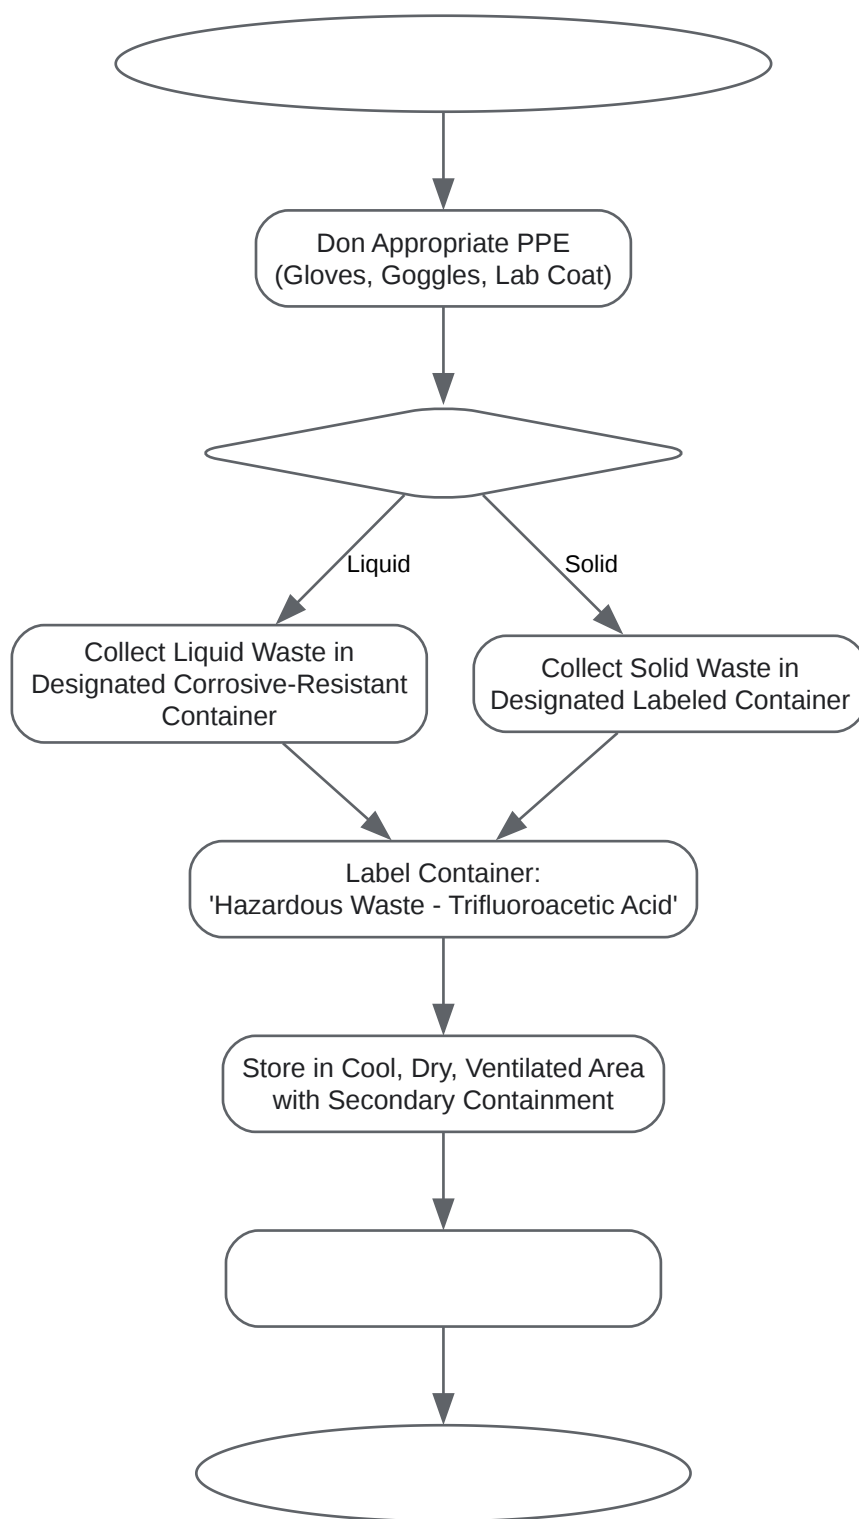 Don Appropriate PPE
(Gloves, Goggles, Lab Coat)
Liquid
Solid
Collect Liquid Waste in
Designated Corrosive-Resistant
Container
Collect Solid Waste in
Designated Labeled Container
Label Container:
'Hazardous Waste - Trifluoroacetic Acid'
Store in Cool, Dry, Ventilated Area
with Secondary Containment